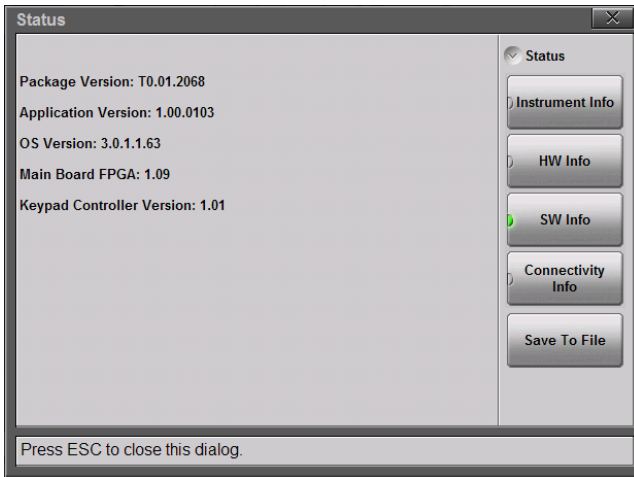 Status
Package Version: T0.01.2068
Application Version: 1.00.0103
OS Version: 3.0.1.1.63
Main Board FPGA: 1.09
Keypad Controller Version: 1.01
Status
Instrument Info
HW Info
SW Info
Connectivity
Info
Save To File
Press ESC to close this dialog.